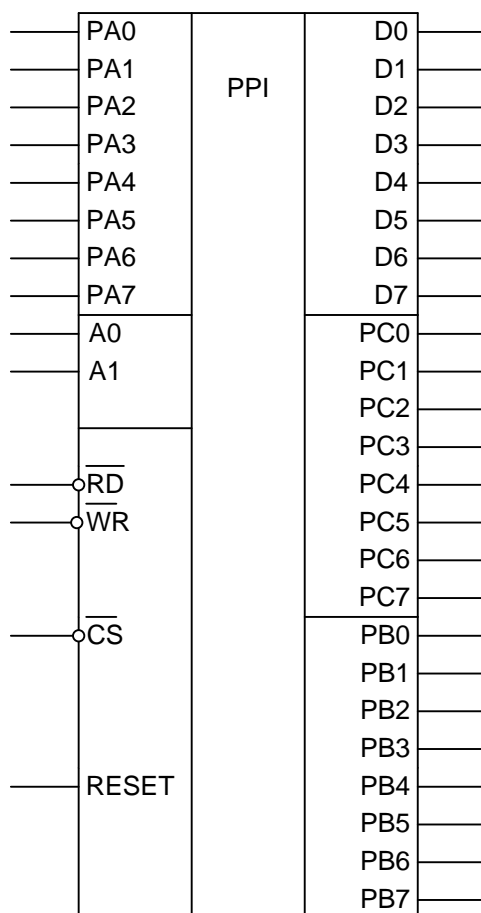 PA0
PA1
PA2
PA3
PA4
PA5
PA6
PA7
A0
A1
RD
WR
CS
RESET
PPI
D0
D1
D2
D3
D4
D5
D6
D7
PC0
PC1
PC2
PC3
PC4
PC5
PC6
PC7
PB0
PB1
PB2
PB3
PB4
PB5
PB6
PB7